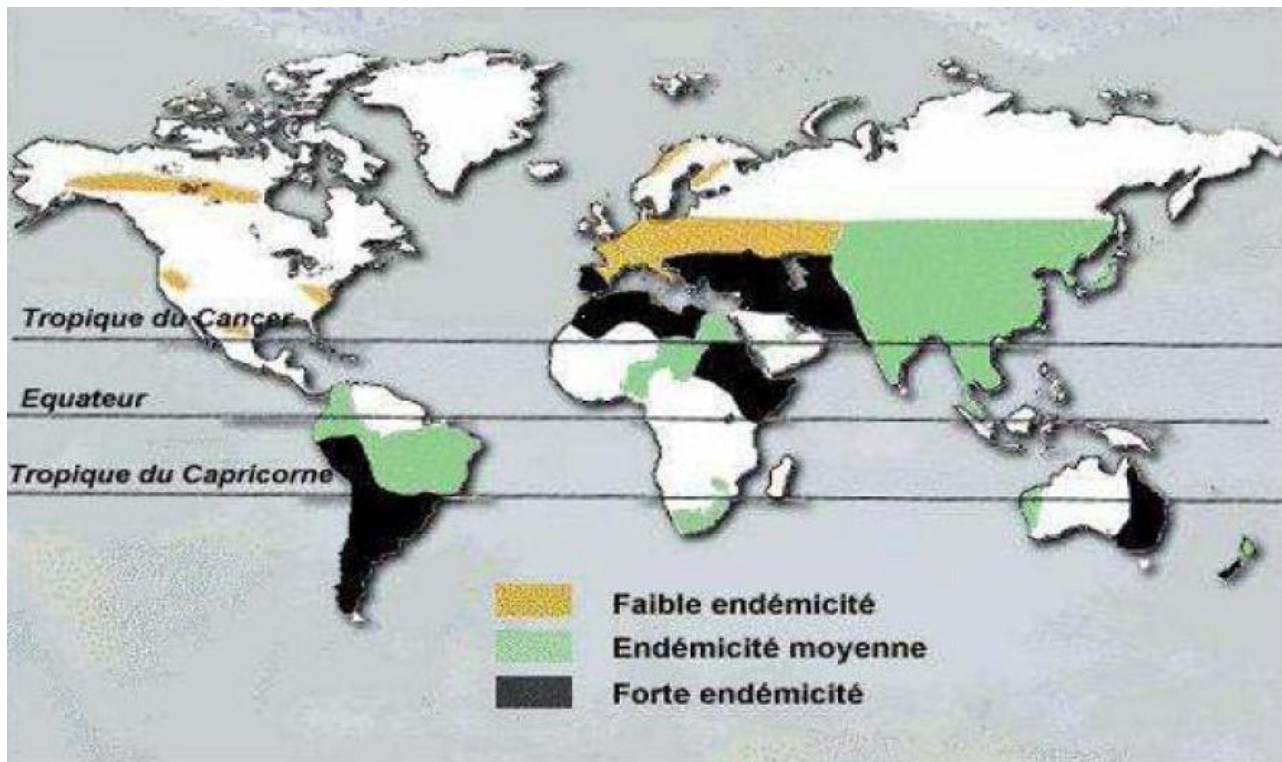 Tropique du Cancer
Equateur
Tropique du Capricorne
Faible endémicité
Endémicité moyenne
Forte endémicité